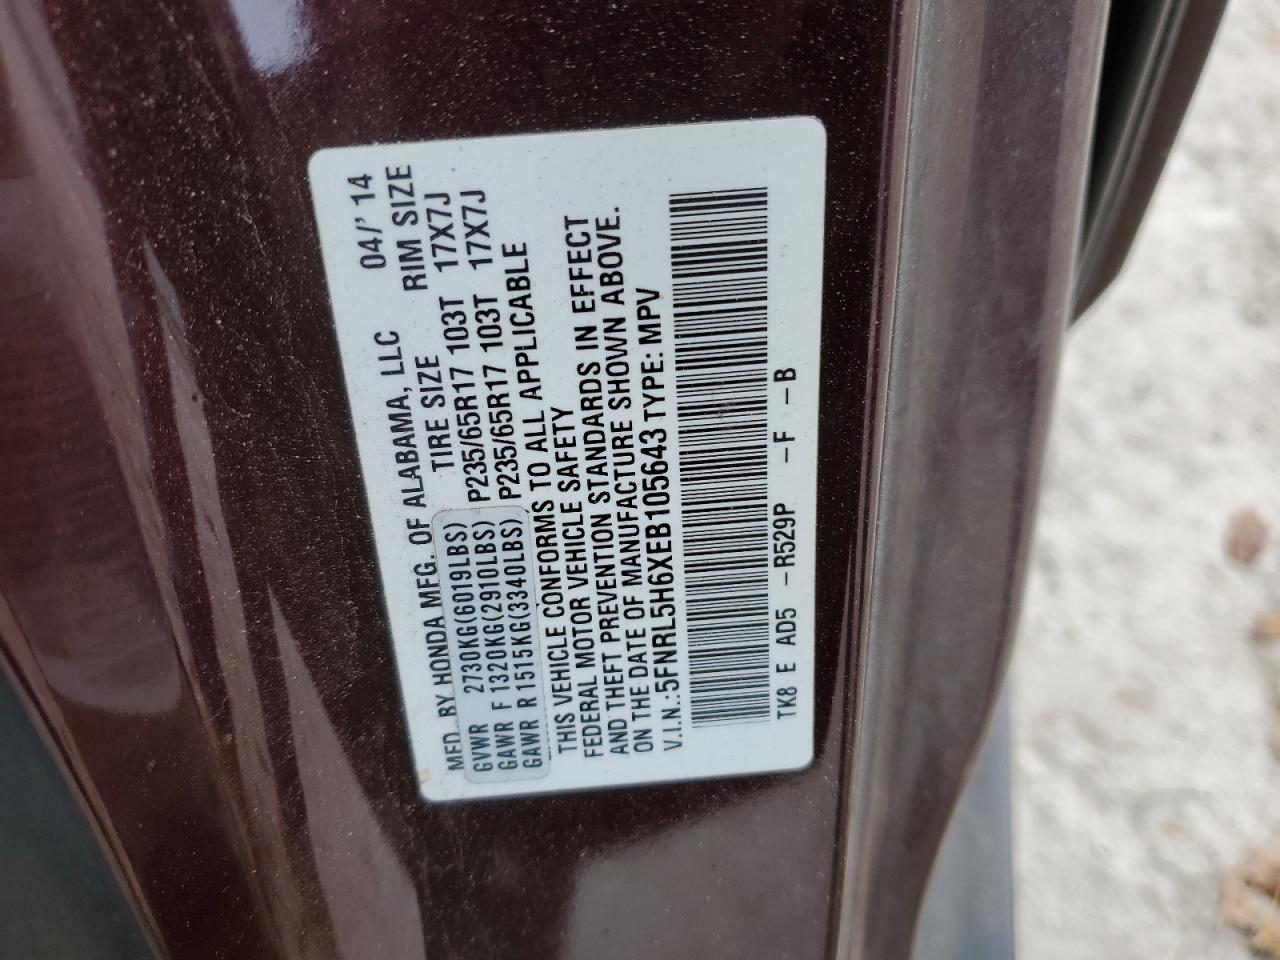 MFD. BY HONDA MFG. OF ALABAMA, LLC 04/'14
GVWR 2730KG(6019LBS) TIRE SIZE RIM SIZE
GAWR F 1320KG(2910LBS) P235/65R17 103T 17X7J
GAWR R 1515KG(3340LBS) P235/65R17 103T 17X7J
THIS VEHICLE CONFORMS TO ALL APPLICABLE
FEDERAL MOTOR VEHICLE SAFETY
AND THEFT PREVENTION STANDARDS IN EFFECT
ON THE DATE OF MANUFACTURE SHOWN ABOVE.
V.I.N.:5FNRL5H6XEB105643 TYPE: MPV
TK8 E AD5 -R529P -F -B